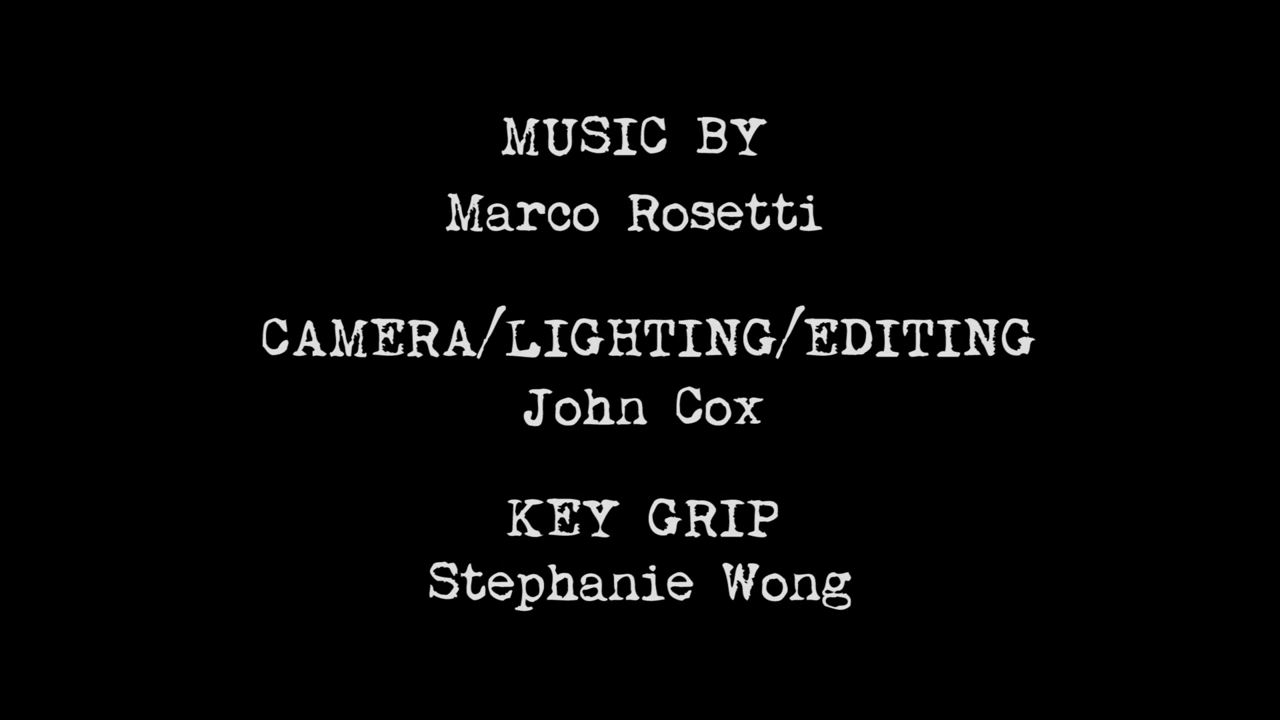 MUSIC BY
Marco Rosetti
CAMERA/LIGHTING/EDITING
John Cox
KEY GRIP
Stephanie Wong